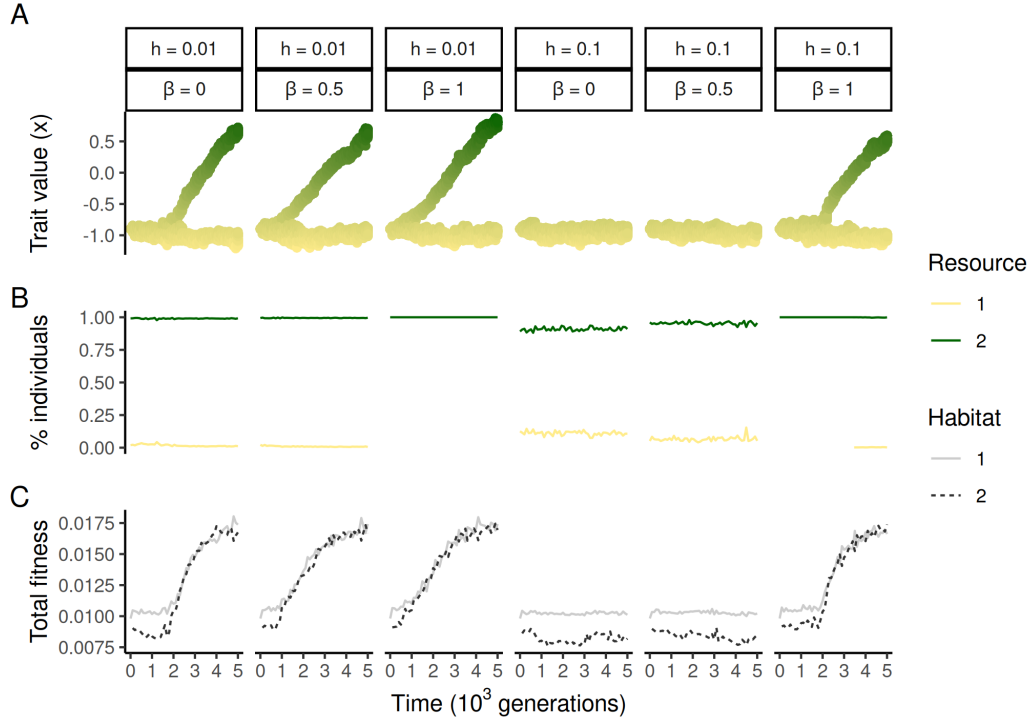 A
h = 0.01 h = 0.01 h = 0.01 h = 0.1 h = 0.1 h = 0.1
β = 0 β = 0.5 β = 1 β = 0 β = 0.5 β = 1
Trait value (x)
0.5
0.0
-0.5
-1.0
B
% individuals
1.00
0.75
0.50
0.25
0.00
C
Total fitness
0.0175
0.0150
0.0125
0.0100
0.0075
0 1 2 3 4 5 0 1 2 3 4 5 0 1 2 3 4 5 0 1 2 3 4 5 0 1 2 3 4 5 0 1 2 3 4 5
Time (10³ generations)
Resource
1
2
Habitat
1
2